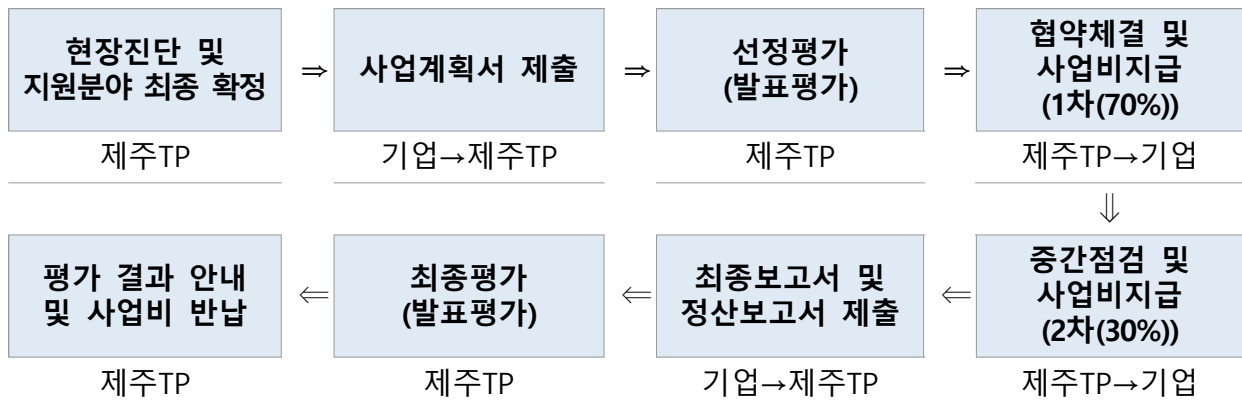 현장진단 및
지원분야 최종 확정
제주TP
⇒
사업계획서 제출
기업→제주TP
⇒
선정평가
(발표평가)
제주TP
⇒
협약체결 및
사업비지급
(1차(70%))
제주TP→기업
⇓
중간점검 및
사업비지급
(2차(30%))
제주TP→기업
⇐
최종보고서 및
정산보고서 제출
기업→제주TP
⇐
최종평가
(발표평가)
제주TP
⇐
평가 결과 안내
및 사업비 반납
제주TP